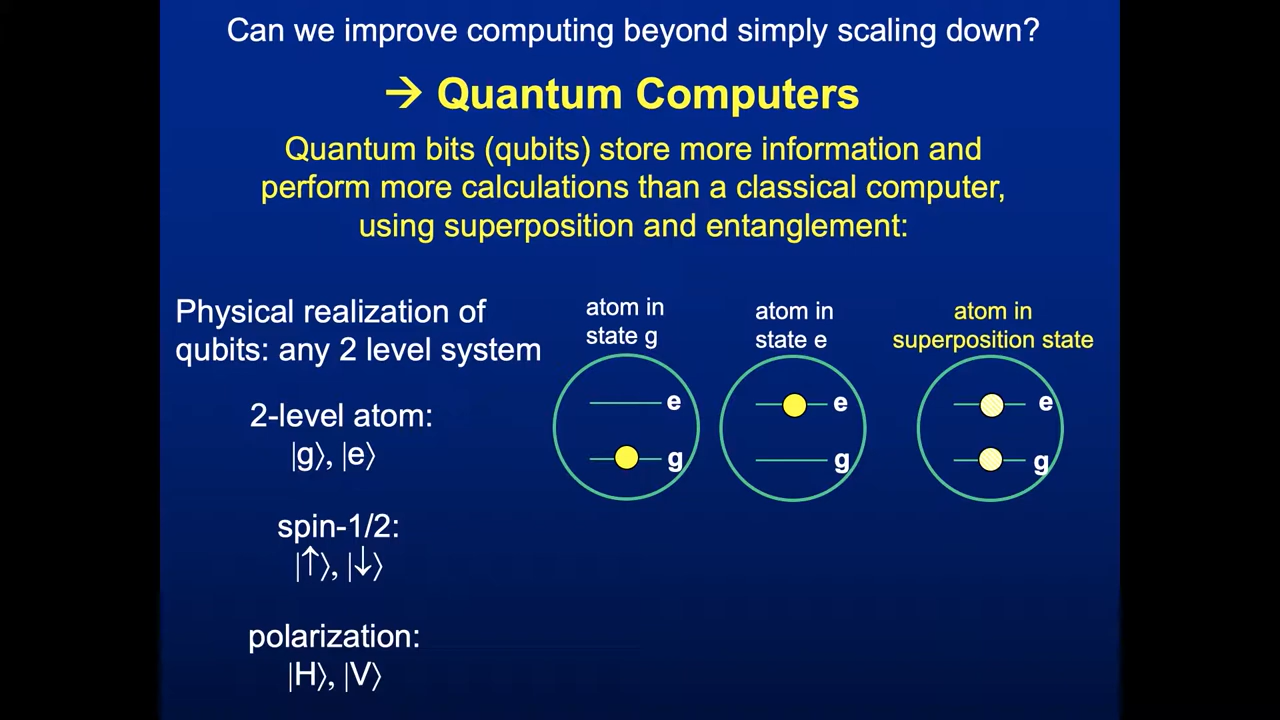 Can we improve computing beyond simply scaling down?
→ Quantum Computers
Quantum bits (qubits) store more information and
perform more calculations than a classical computer,
using superposition and entanglement:
Physical realization of
qubits: any 2 level system
2-level atom:
|g⟩, |e⟩
spin-1/2:
|↑⟩, |↓⟩
polarization:
|H⟩, |V⟩
atom in
state g
e
g
atom in
state e
e
g
atom in
superposition state
e
g